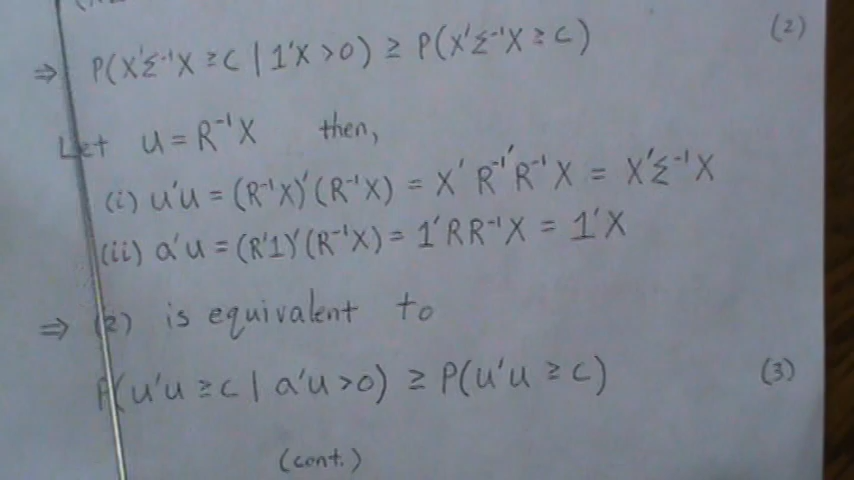 ⇒ P(X'Σ⁻¹X ≥ C | 1'X > 0) ≥ P(X'Σ⁻¹X ≥ C) (2)
Let u = R⁻¹X then,
(i) u'u = (R⁻¹X)'(R⁻¹X) = X' R⁻¹' R⁻¹ X = X'Σ⁻¹X
(ii) a'u = (R'1)'(R⁻¹X) = 1'RR⁻¹X = 1'X
⇒ (2) is equivalent to
P(u'u ≥ C | a'u > 0) ≥ P(u'u ≥ C) (3)
(cont.)